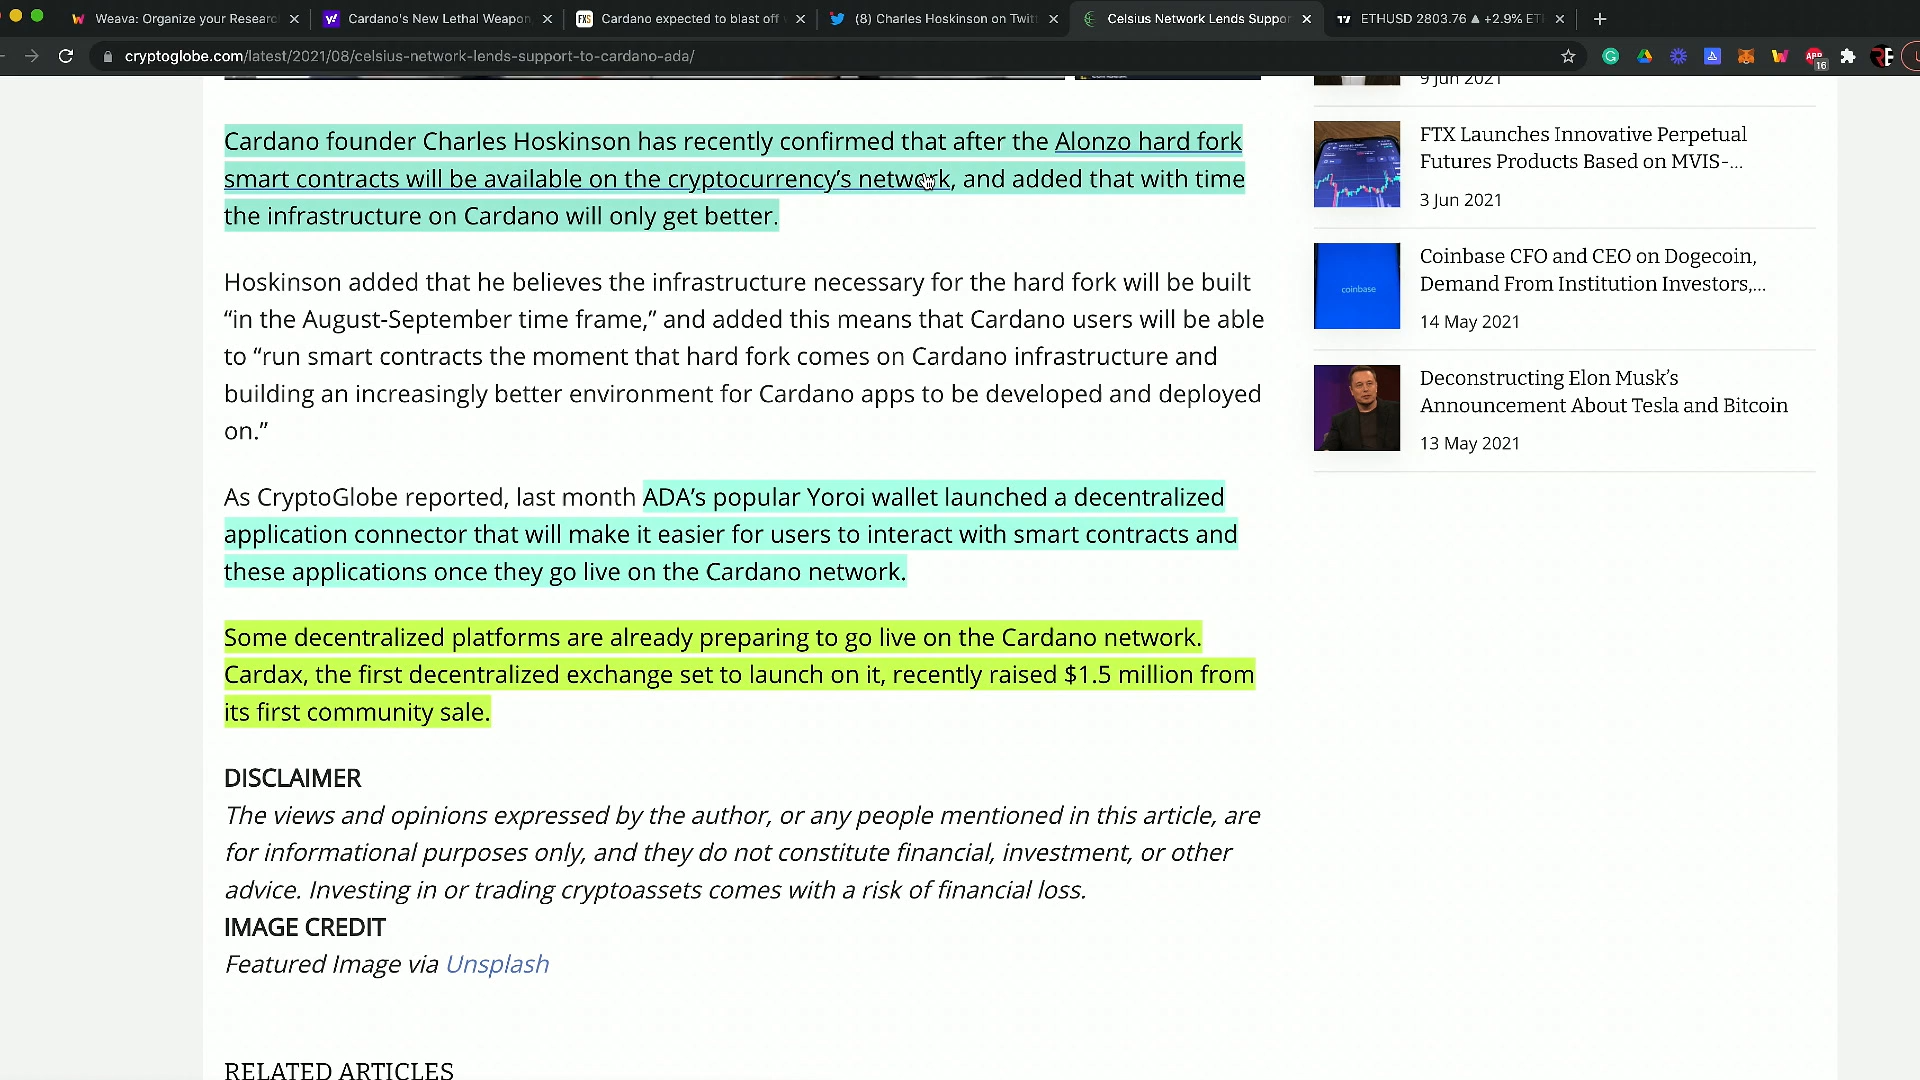 Weava: Organize your Resear
Cardano's New Lethal Weapon
FXS Cardano expected to blast off
(8) Charles Hoskinson on Twitt
Celsius Network Lends Suppor
ETHUSD 2803.76 ▲ +2.9% ET
cryptoglobe.com/latest/2021/08/celsius-network-lends-support-to-cardano-ada/
ABP
16
Cardano founder Charles Hoskinson has recently confirmed that after the Alonzo hard fork
smart contracts will be available on the cryptocurrency's network, and added that with time
the infrastructure on Cardano will only get better.
Hoskinson added that he believes the infrastructure necessary for the hard fork will be built
“in the August-September time frame,” and added this means that Cardano users will be able
to “run smart contracts the moment that hard fork comes on Cardano infrastructure and
building an increasingly better environment for Cardano apps to be developed and deployed
on.”
As CryptoGlobe reported, last month ADA’s popular Yoroi wallet launched a decentralized
application connector that will make it easier for users to interact with smart contracts and
these applications once they go live on the Cardano network.
Some decentralized platforms are already preparing to go live on the Cardano network.
Cardax, the first decentralized exchange set to launch on it, recently raised $1.5 million from
its first community sale.
DISCLAIMER
The views and opinions expressed by the author, or any people mentioned in this article, are
for informational purposes only, and they do not constitute financial, investment, or other
advice. Investing in or trading cryptoassets comes with a risk of financial loss.
IMAGE CREDIT
Featured Image via Unsplash
RELATED ARTICLES
9 Jun 2021
FTX Launches Innovative Perpetual
Futures Products Based on MVIS-...
3 Jun 2021
coinbase
Coinbase CFO and CEO on Dogecoin,
Demand From Institution Investors,...
14 May 2021
Deconstructing Elon Musk’s
Announcement About Tesla and Bitcoin
13 May 2021